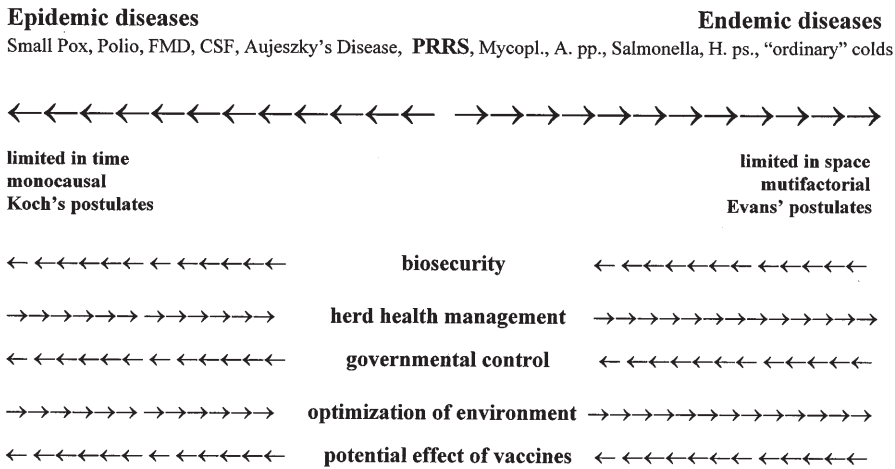 Epidemic diseases Endemic diseases
Small Pox, Polio, FMD, CSF, Aujeszky's Disease, PRRS, Mycopl., A. pp., Salmonella, H. ps., "ordinary" colds
limited in time limited in space
monocausal mutifactorial
Koch's postulates Evans' postulates
biosecurity
herd health management
governmental control
optimization of environment
potential effect of vaccines